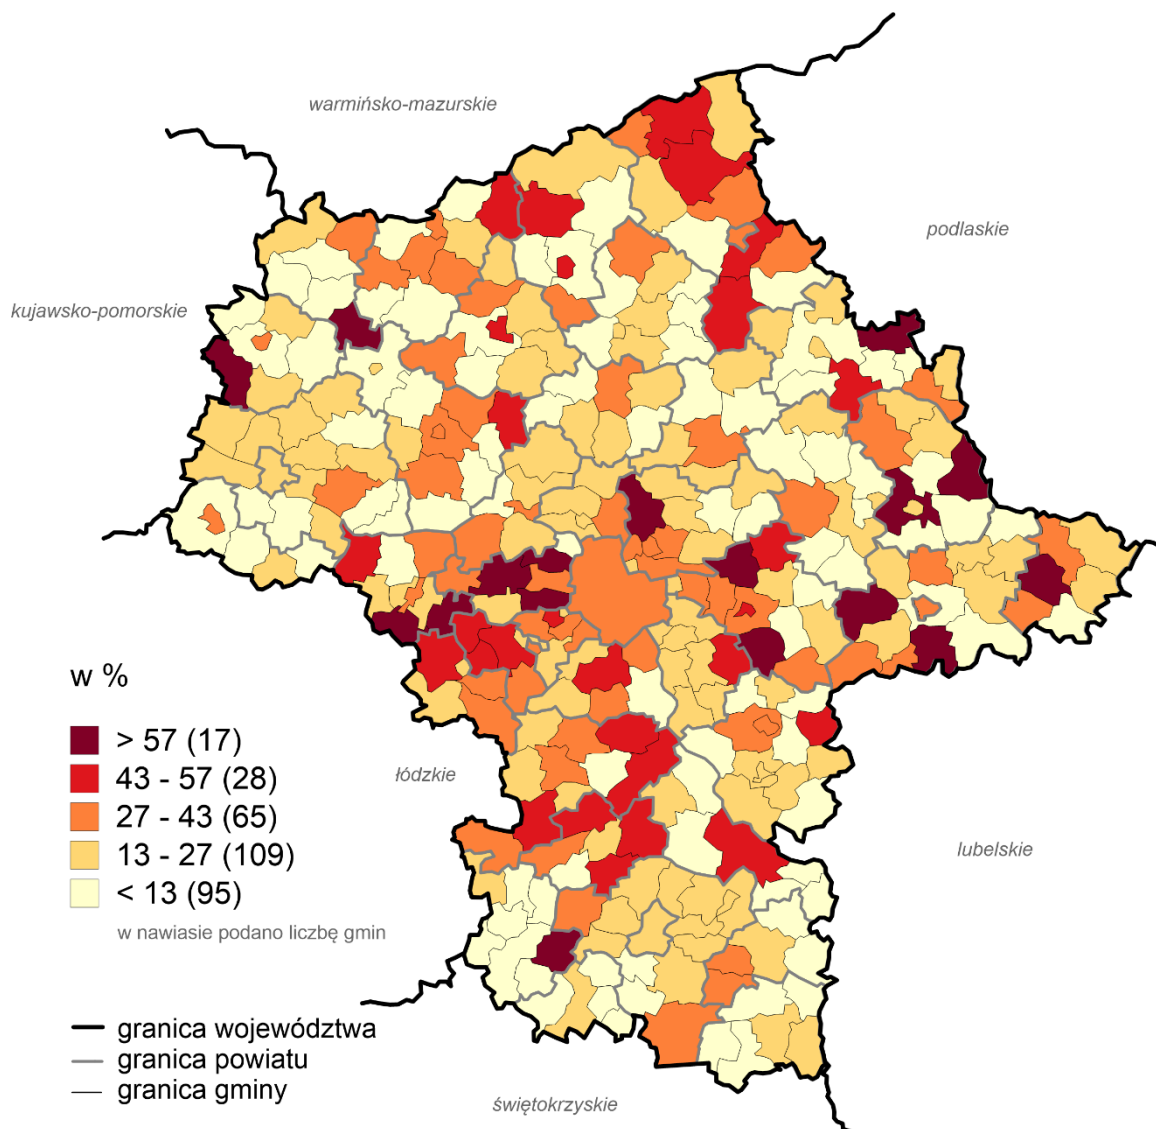 warmińsko-mazurskie
podlaskie
kujawsko-pomorskie
w %
> 57 (17)
43 - 57 (28)
27 - 43 (65)
13 - 27 (109)
< 13 (95)
w nawiasie podano liczbę gmin
łódzkie
lubelskie
granica województwa
granica powiatu
granica gminy
świętokrzyskie